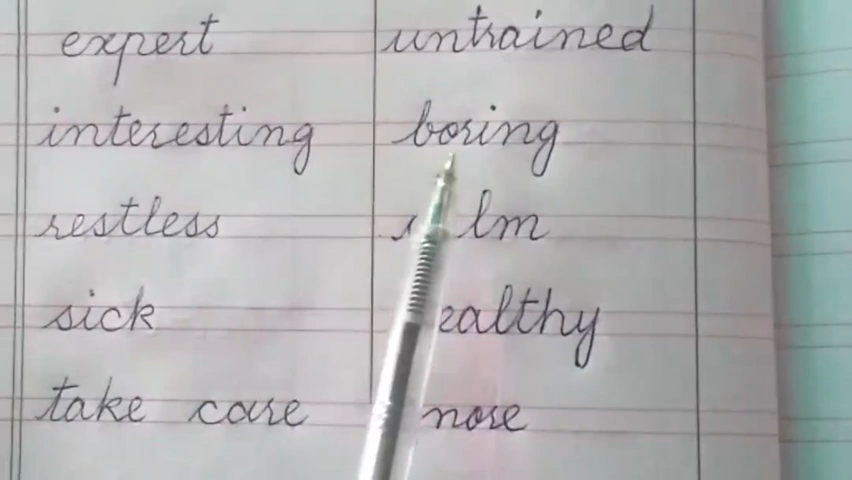 expert untrained
interesting boring
restless
sick
take care